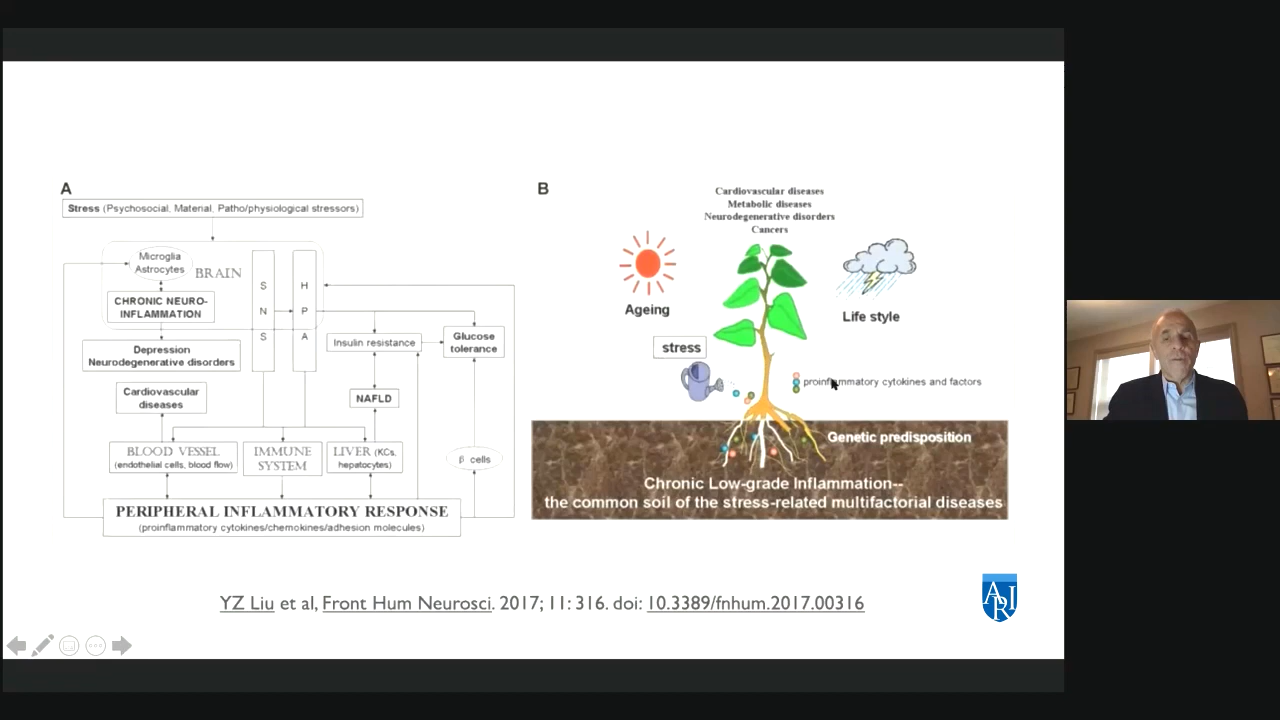 A
Stress (Psychosocial, Material, Patho/physiological stressors)
Microglia
Astrocytes
BRAIN
CHRONIC NEURO-
INFLAMMATION
S
N
S
H
P
A
Depression
Neurodegenerative disorders
Insulin resistance
Glucose
tolerance
Cardiovascular
diseases
NAFLD
BLOOD VESSEL
(endothelial cells, blood flow)
IMMUNE
SYSTEM
LIVER (KCs,
hepatocytes)
β cells
PERIPHERAL INFLAMMATORY RESPONSE
(proinflammatory cytokines/chemokines/adhesion molecules)
B
Cardiovascular diseases
Metabolic diseases
Neurodegenerative disorders
Cancers
Ageing
Life style
stress
proinflammatory cytokines and factors
Genetic predisposition
Chronic Low-grade Inflammation--
the common soil of the stress-related multifactorial diseases
YZ Liu et al, Front Hum Neurosci. 2017; 11: 316. doi: 10.3389/fnhum.2017.00316
ADRI